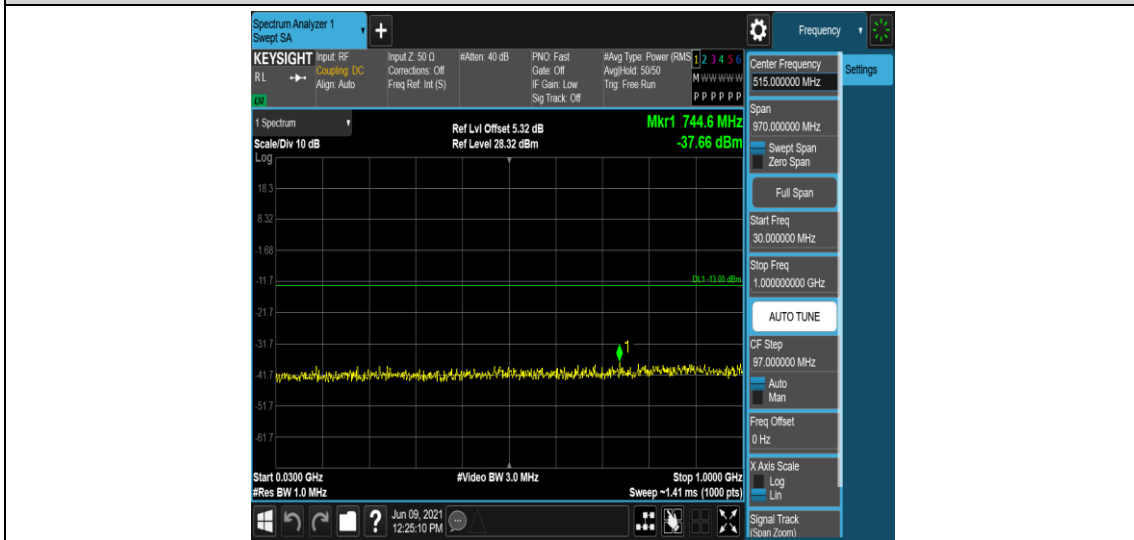 Spectrum Analyzer 1
Swept SA
+
Frequency
KEYSIGHT
RL
LXI
Input: RF
Coupling: DC
Align: Auto
Input Z: 50 Ω
Corrections: Off
Freq Ref: Int (S)
#Atten: 40 dB
PNO: Fast
Gate: Off
IF Gain: Low
Sig Track: Off
#Avg Type: Power (RMS
Avg|Hold: 50/50
Trig: Free Run
1 2 3 4 5 6
M W W W W W
P P P P P P
1 Spectrum
Scale/Div 10 dB
Log
Ref Lvl Offset 5.32 dB
Ref Level 28.32 dBm
Mkr1 744.6 MHz
-37.66 dBm
18.3
8.32
-1.68
-11.7
DL1 -13.00 dBm
-21.7
-31.7
1
-41.7
-51.7
-61.7
Start 0.0300 GHz
#Res BW 1.0 MHz
#Video BW 3.0 MHz
Stop 1.0000 GHz
Sweep ~1.41 ms (1000 pts)
Center Frequency
515.000000 MHz
Settings
Span
970.000000 MHz
Swept Span
Zero Span
Full Span
Start Freq
30.000000 MHz
Stop Freq
1.000000000 GHz
AUTO TUNE
CF Step
97.000000 MHz
Auto
Man
Freq Offset
0 Hz
X Axis Scale
Log
Lin
Signal Track
(Span Zoom)
?
Jun 09, 2021
12:25:10 PM